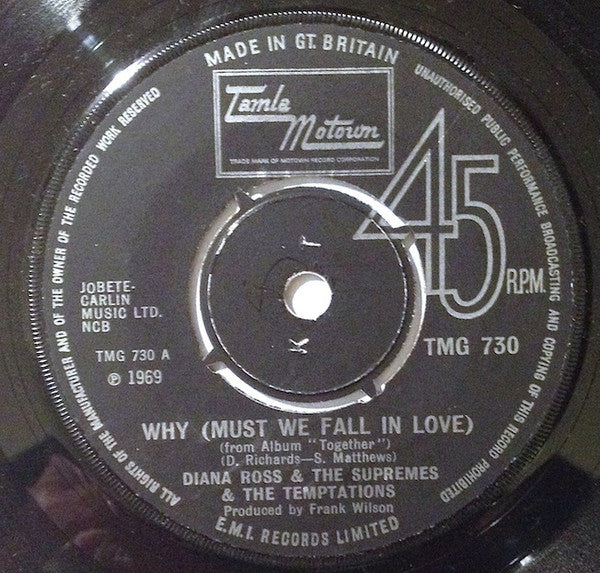 MADE IN GT. BRITAIN
UNAUTHORISED PUBLIC PERFORMANCE BROADCASTING AND COPYING OF THIS RECORD PROHIBITED
ALL RIGHTS OF THE MANUFACTURER AND OF THE OWNER OF THE RECORDED WORK RESERVED
Tamla
Motown
TRADE MARK OF MOTOWN RECORD CORPORATION
45
R.P.M.
JOBETE-
CARLIN
MUSIC LTD.
NCB
TMG 730 A
℗ 1969
TMG 730
K T
WHY (MUST WE FALL IN LOVE)
(from Album "Together")
(D. Richards—S. Matthews)
DIANA ROSS & THE SUPREMES
& THE TEMPTATIONS
Produced by Frank Wilson
E.M.I. RECORDS LIMITED